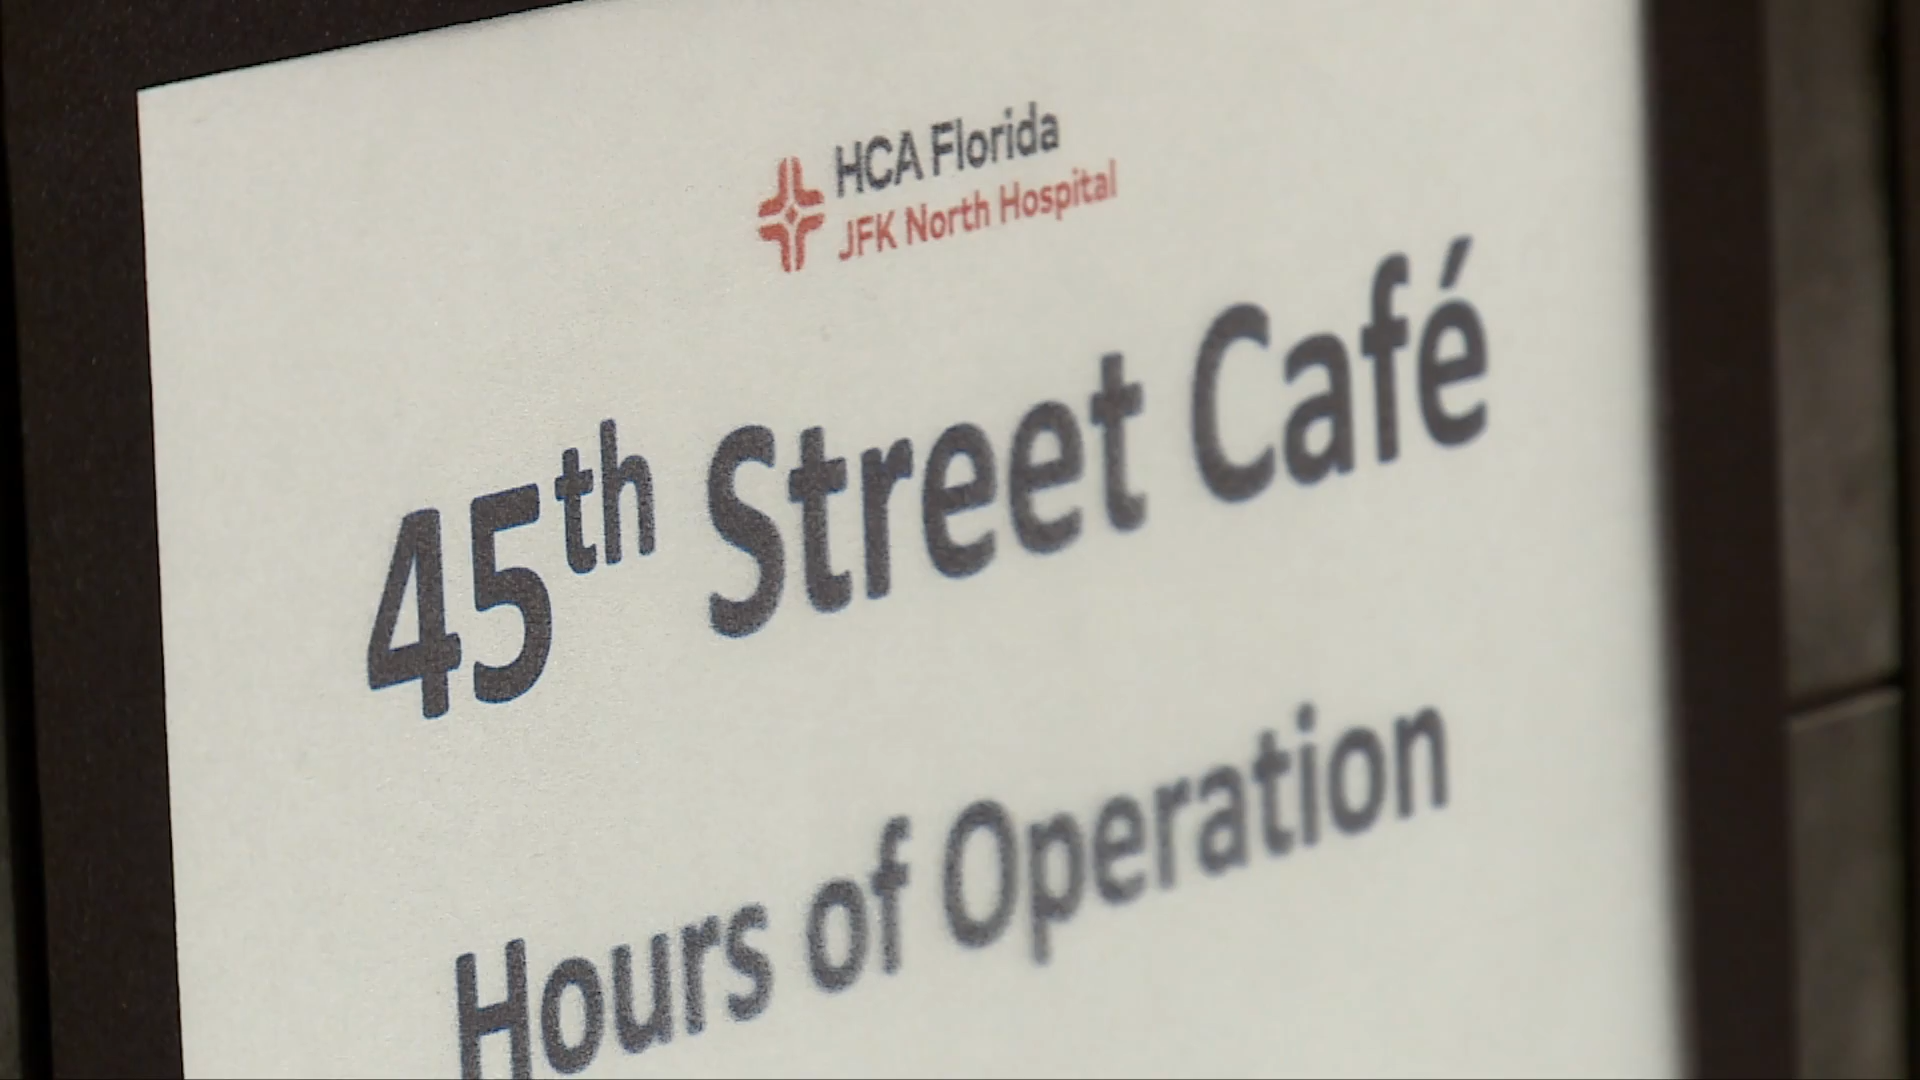 HCA Florida
JFK North Hospital
45th Street Café
Hours of Operation